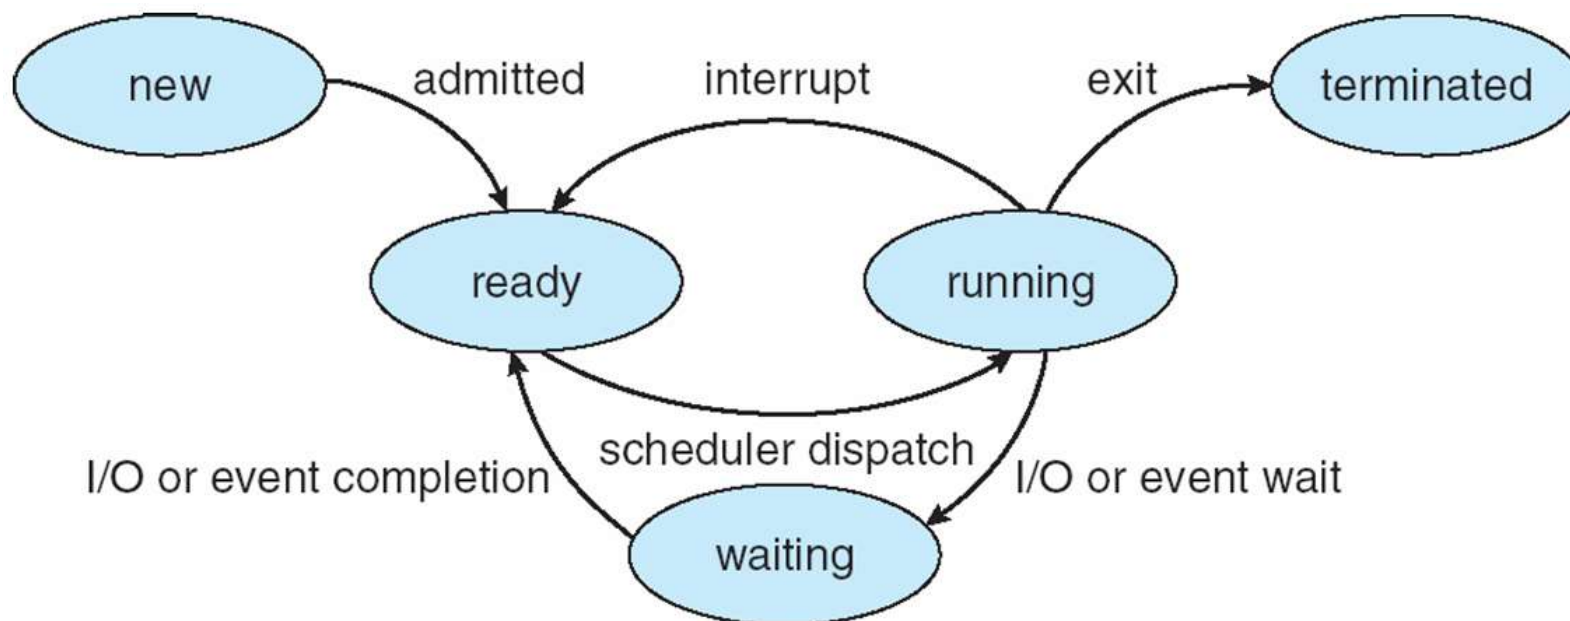 new
admitted
interrupt
exit
terminated
ready
running
scheduler dispatch
I/O or event completion
I/O or event wait
waiting